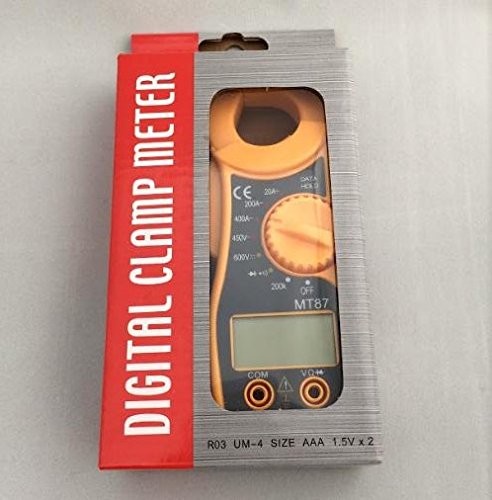 DIGITAL CLAMP METER
CE
DATA
HOLD
20A~
200A~
400A~
450V~
600V
200k
OFF
MT87
COM
R03 UM-4 SIZE AAA 1.5V x 2